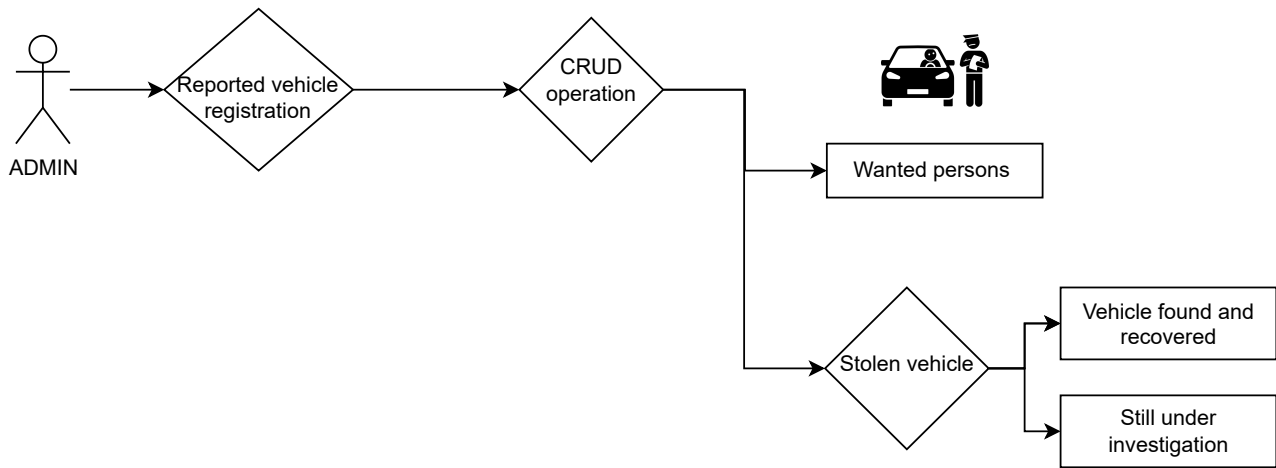 ADMIN
Reported vehicle
registration
CRUD
operation
Wanted persons
Stolen vehicle
Vehicle found and
recovered
Still under
investigation